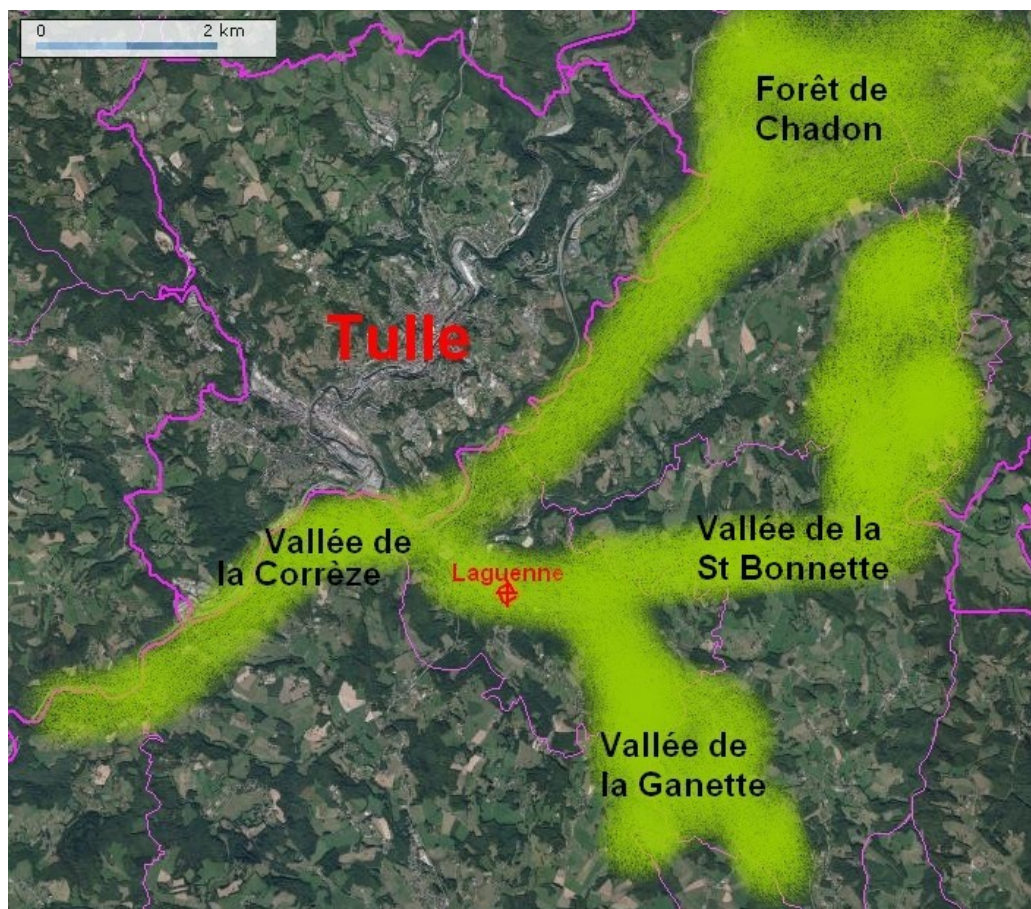 0 2 km
Forêt de
Chadon
Tulle
Vallée de
la Corrèze
Laguenne
Vallée de la
St Bonnette
Vallée de
la Ganette